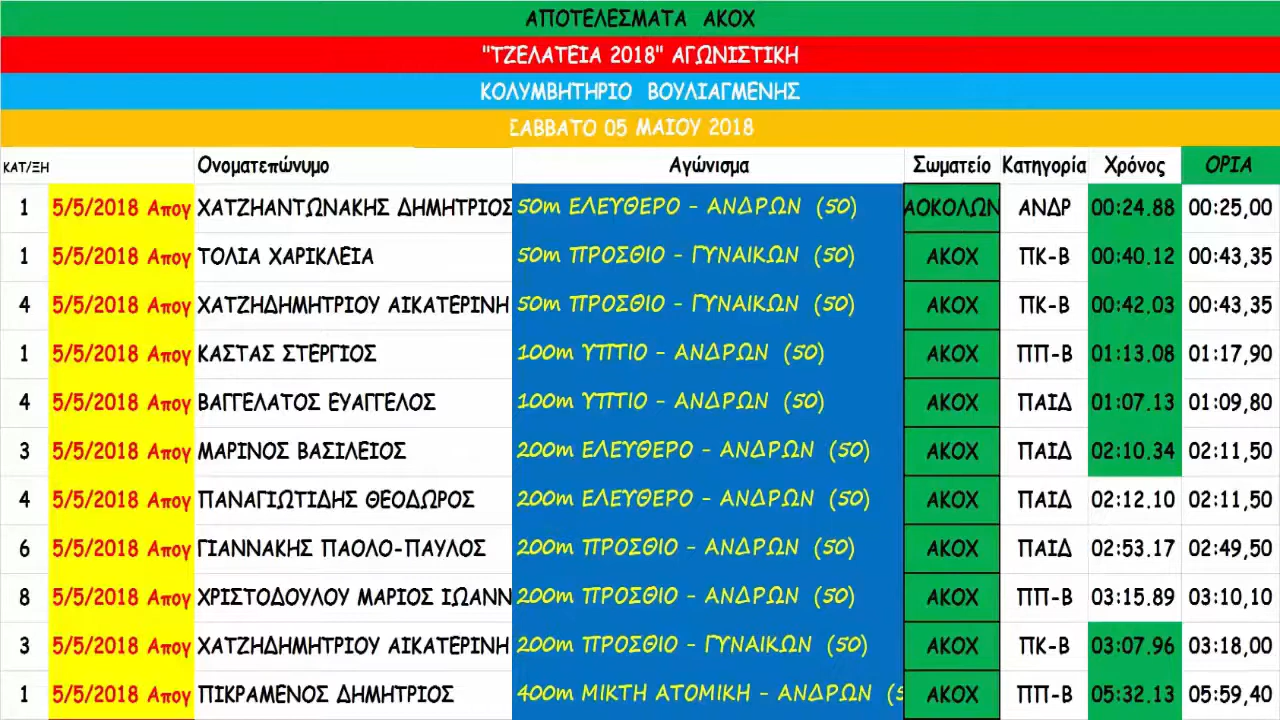 ΑΠΟΤΕΛΕΣΜΑΤΑ ΑΚΟΧ
"ΤΖΕΛΑΤΕΙΑ 2018" ΑΓΩΝΙΣΤΙΚΗ
ΚΟΛΥΜΒΗΤΗΡΙΟ ΒΟΥΛΙΑΓΜΕΝΗΣ
ΣΑΒΒΑΤΟ 05 ΜΑΙΟΥ 2018
ΚΑΤ/ΞΗ Ονοματεπώνυμο Αγώνισμα Σωματείο Κατηγορία Χρόνος ΟΡΙΑ
1 5/5/2018 Απογ ΧΑΤΖΗΑΝΤΩΝΑΚΗΣ ΔΗΜΗΤΡΙΟΣ 50m ΕΛΕΥΘΕΡΟ - ΑΝΔΡΩΝ (50) ΑΟΚΟΛΩΝ ΑΝΔΡ 00:24.88 00:25,00
1 5/5/2018 Απογ ΤΟΛΙΑ ΧΑΡΙΚΛΕΙΑ 50m ΠΡΟΣΘΙΟ - ΓΥΝΑΙΚΩΝ (50) ΑΚΟΧ ΠΚ-Β 00:40.12 00:43,35
4 5/5/2018 Απογ ΧΑΤΖΗΔΗΜΗΤΡΙΟΥ ΑΙΚΑΤΕΡΙΝΗ 50m ΠΡΟΣΘΙΟ - ΓΥΝΑΙΚΩΝ (50) ΑΚΟΧ ΠΚ-Β 00:42.03 00:43,35
1 5/5/2018 Απογ ΚΑΣΤΑΣ ΣΤΕΡΓΙΟΣ 100m ΥΠΤΙΟ - ΑΝΔΡΩΝ (50) ΑΚΟΧ ΠΠ-Β 01:13.08 01:17,90
4 5/5/2018 Απογ ΒΑΓΓΕΛΑΤΟΣ ΕΥΑΓΓΕΛΟΣ 100m ΥΠΤΙΟ - ΑΝΔΡΩΝ (50) ΑΚΟΧ ΠΑΙΔ 01:07.13 01:09,80
3 5/5/2018 Απογ ΜΑΡΙΝΟΣ ΒΑΣΙΛΕΙΟΣ 200m ΕΛΕΥΘΕΡΟ - ΑΝΔΡΩΝ (50) ΑΚΟΧ ΠΑΙΔ 02:10.34 02:11,50
4 5/5/2018 Απογ ΠΑΝΑΓΙΩΤΙΔΗΣ ΘΕΟΔΩΡΟΣ 200m ΕΛΕΥΘΕΡΟ - ΑΝΔΡΩΝ (50) ΑΚΟΧ ΠΑΙΔ 02:12.10 02:11,50
6 5/5/2018 Απογ ΓΙΑΝΝΑΚΗΣ ΠΑΟΛΟ-ΠΑΥΛΟΣ 200m ΠΡΟΣΘΙΟ - ΑΝΔΡΩΝ (50) ΑΚΟΧ ΠΑΙΔ 02:53.17 02:49,50
8 5/5/2018 Απογ ΧΡΙΣΤΟΔΟΥΛΟΥ ΜΑΡΙΟΣ ΙΩΑΝΝ 200m ΠΡΟΣΘΙΟ - ΑΝΔΡΩΝ (50) ΑΚΟΧ ΠΠ-Β 03:15.89 03:10,10
3 5/5/2018 Απογ ΧΑΤΖΗΔΗΜΗΤΡΙΟΥ ΑΙΚΑΤΕΡΙΝΗ 200m ΠΡΟΣΘΙΟ - ΓΥΝΑΙΚΩΝ (50) ΑΚΟΧ ΠΚ-Β 03:07.96 03:18,00
1 5/5/2018 Απογ ΠΙΚΡΑΜΕΝΟΣ ΔΗΜΗΤΡΙΟΣ 400m ΜΙΚΤΗ ΑΤΟΜΙΚΗ - ΑΝΔΡΩΝ (5 ΑΚΟΧ ΠΠ-Β 05:32.13 05:59,40